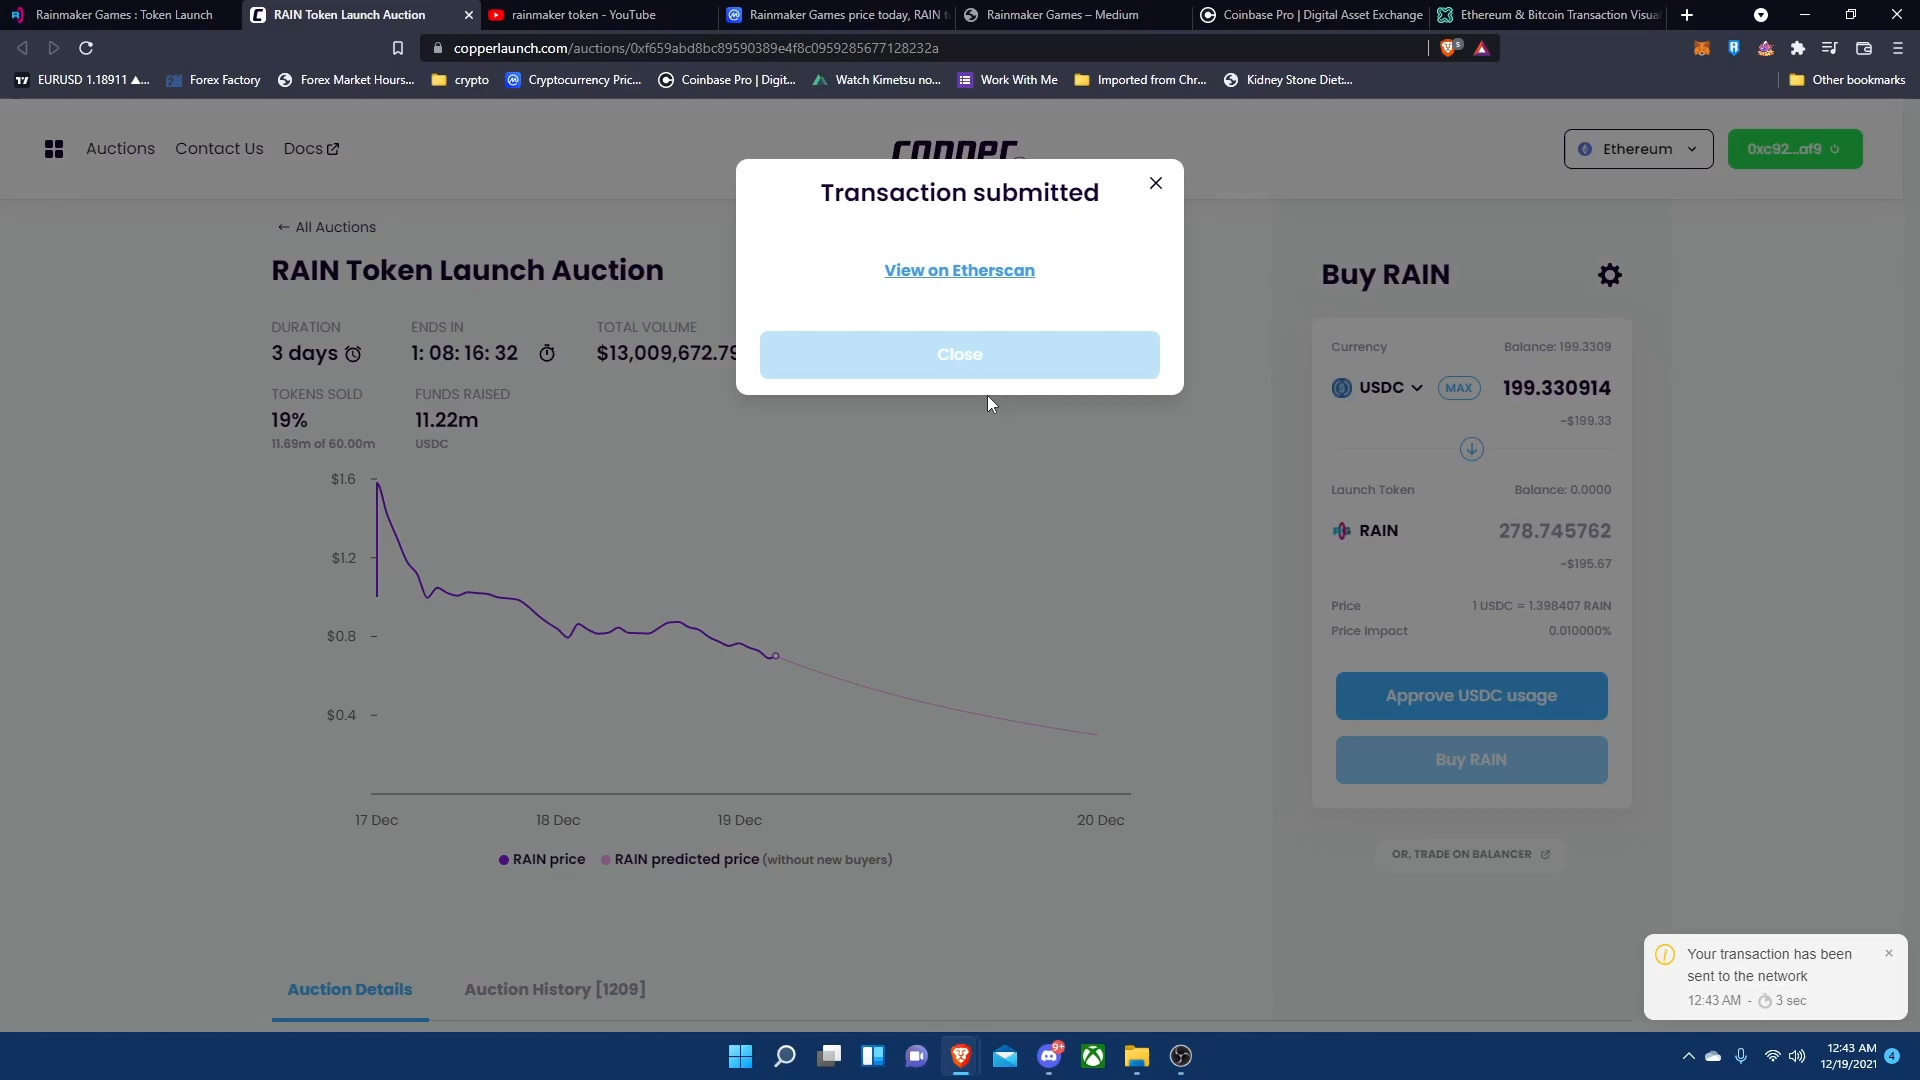 Rainmaker Games : Token Launch
RAIN Token Launch Auction
rainmaker token - YouTube
Rainmaker Games price today, RAIN t
Rainmaker Games – Medium
Coinbase Pro | Digital Asset Exchange
Ethereum & Bitcoin Transaction Visual
copperlaunch.com/auctions/0xf659abd8bc89590389e4f8c0959285677128232a
5
EURUSD 1.18911 ▲...
Forex Factory
Forex Market Hours...
crypto
Cryptocurrency Pric...
Coinbase Pro | Digit...
Watch Kimetsu no...
Work With Me
Imported from Chr...
Kidney Stone Diet:...
Other bookmarks
Auctions
Contact Us
Docs
copper
Ethereum
0xc92...af9
Transaction submitted
View on Etherscan
Close
← All Auctions
RAIN Token Launch Auction
DURATION
3 days
ENDS IN
1: 08: 16: 32
TOTAL VOLUME
$13,009,672.79
TOKENS SOLD
19%
11.69m of 60.00m
FUNDS RAISED
11.22m
USDC
$1.6
$1.2
$0.8
$0.4
17 Dec
18 Dec
19 Dec
20 Dec
RAIN price
RAIN predicted price (without new buyers)
Auction Details
Auction History [1209]
Buy RAIN
Currency
Balance: 199.3309
USDC
MAX
199.330914
~$199.33
Launch Token
Balance: 0.0000
RAIN
278.745762
~$195.67
Price
1 USDC = 1.398407 RAIN
Price Impact
0.010000%
Approve USDC usage
Buy RAIN
OR, TRADE ON BALANCER
Your transaction has been
sent to the network
12:43 AM - 3 sec
9+
12:43 AM
12/19/2021
4